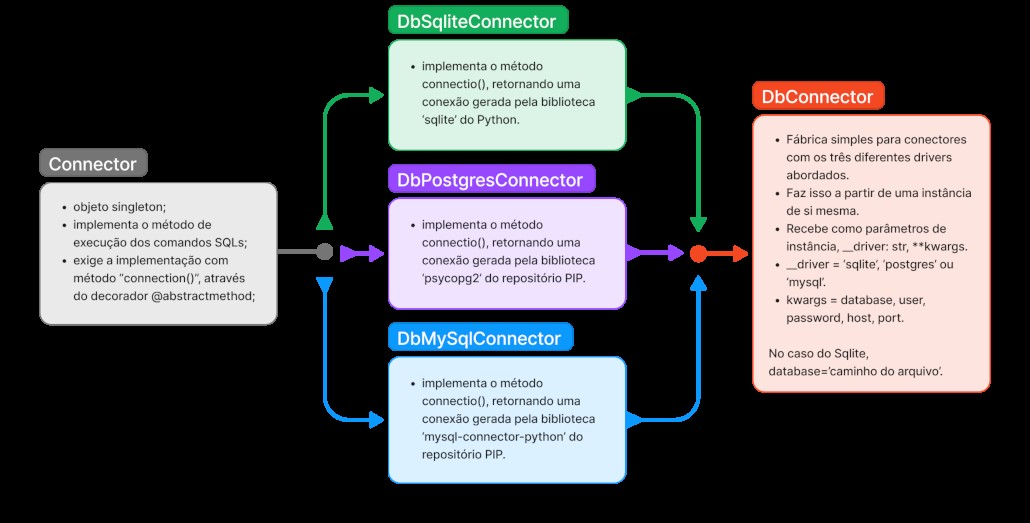 Connector
• objeto singleton;
• implementa o método de
execução dos comandos SQLs;
• exige a implementação com
método “connection()”, através
do decorador @abstractmethod;
DbSqliteConnector
• implementa o método
connectio(), retornando uma
conexão gerada pela biblioteca
‘sqlite’ do Python.
DbPostgresConnector
• implementa o método
connectio(), retornando uma
conexão gerada pela biblioteca
‘psycopg2’ do repositório PIP.
DbMySqlConnector
• implementa o método
connectio(), retornando uma
conexão gerada pela biblioteca
‘mysql-connector-python’ do
repositório PIP.
DbConnector
• Fábrica simples para conectores
com os três diferentes drivers
abordados.
• Faz isso a partir de uma instância
de si mesma.
• Recebe como parâmetros de
instância, __driver: str, **kwargs.
• __driver = ‘sqlite’, ‘postgres’ ou
‘mysql’.
• kwargs = database, user,
password, host, port.
No caso do Sqlite,
database=’caminho do arquivo’.